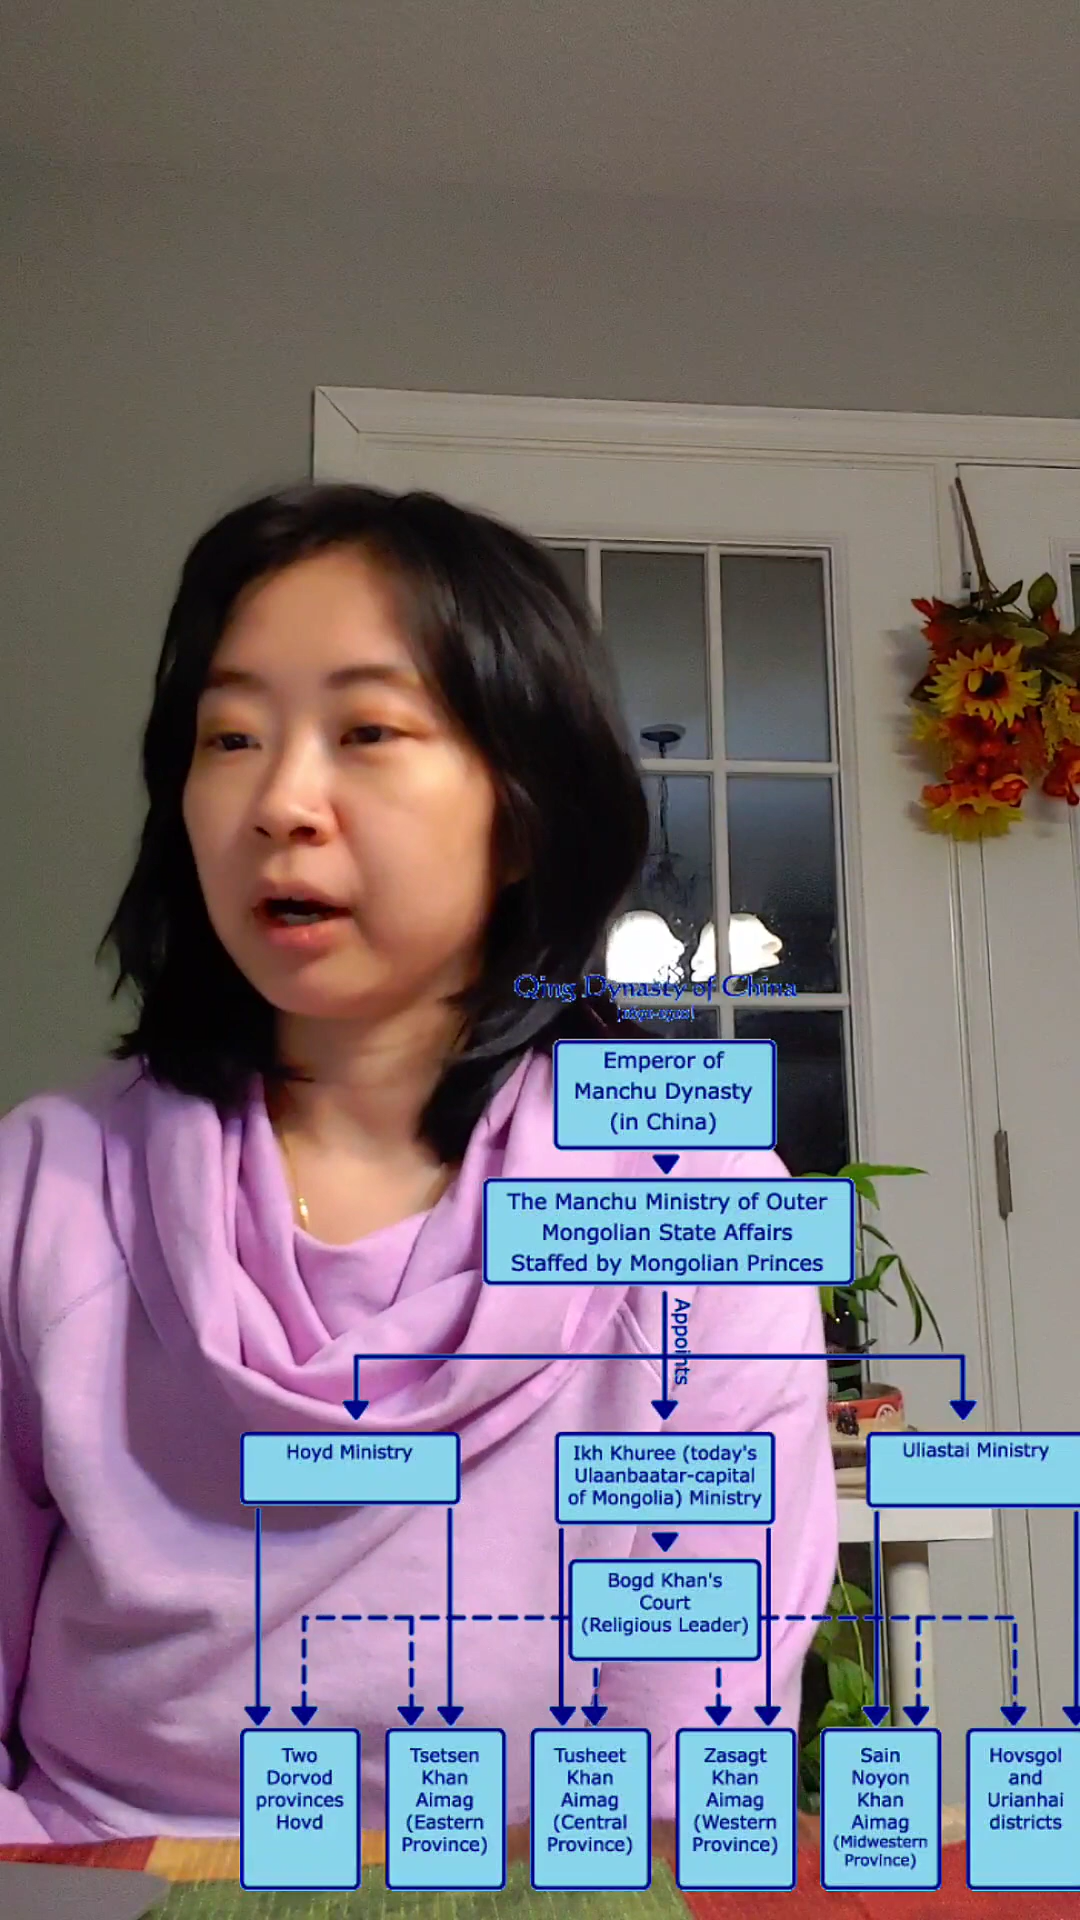 Qing Dynasty of China
Emperor of
Manchu Dynasty
(in China)
The Manchu Ministry of Outer
Mongolian State Affairs
Staffed by Mongolian Princes
Appoints
Hoyd Ministry
Ikh Khuree (today's
Ulaanbaatar-capital
of Mongolia) Ministry
Uliastai Ministry
Bogd Khan's
Court
(Religious Leader)
Two
Dorvod
provinces
Hovd
Tsetsen
Khan
Aimag
(Eastern
Province)
Tusheet
Khan
Aimag
(Central
Province)
Zasagt
Khan
Aimag
(Western
Province)
Sain
Noyon
Khan
Aimag
(Midwestern
Province)
Hovsgol
and
Urianhai
districts